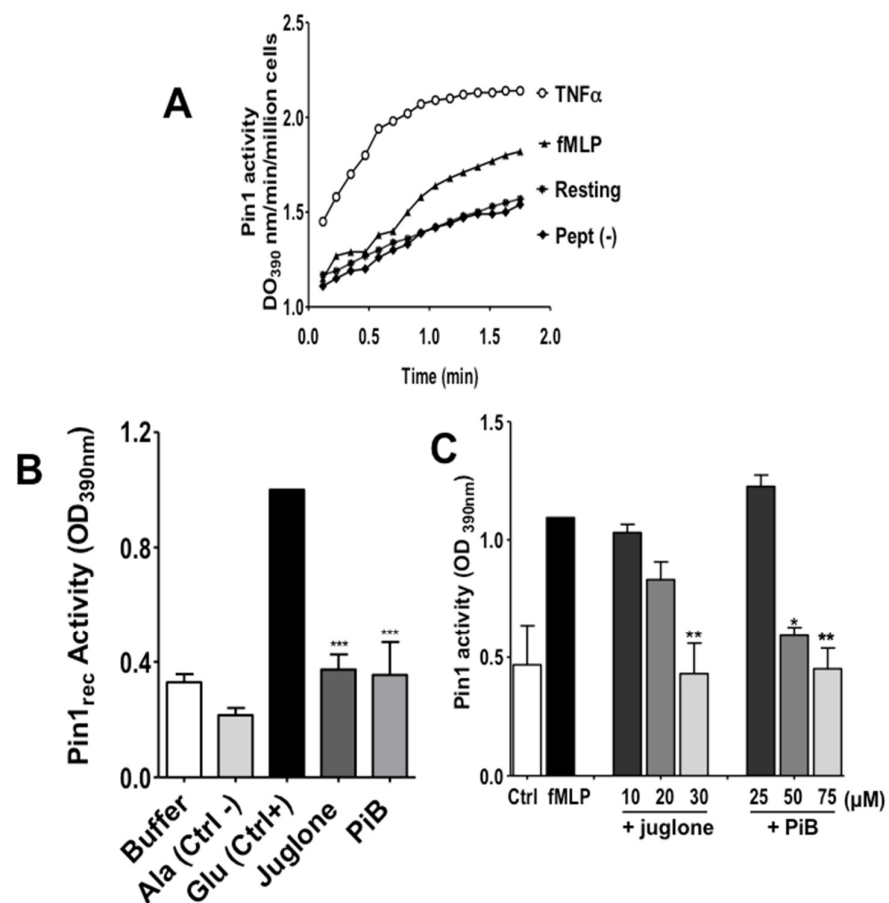 A
Pin1 activity
DO390 nm/min/million cells
2.5
2.0
1.5
1.0
0.0 0.5 1.0 1.5 2.0
Time (min)
TNFα
fMLP
Resting
Pept (-)
B
Pin1rec Activity (OD390nm)
1.2
0.8
0.4
0.0
*** ***
Buffer
Ala (Ctrl -)
Glu (Ctrl+)
Juglone
PiB
C
Pin1 activity (OD 390nm)
1.5
1.0
0.5
0.0
** * **
Ctrl fMLP 10 20 30 25 50 75 (µM)
+ juglone + PiB